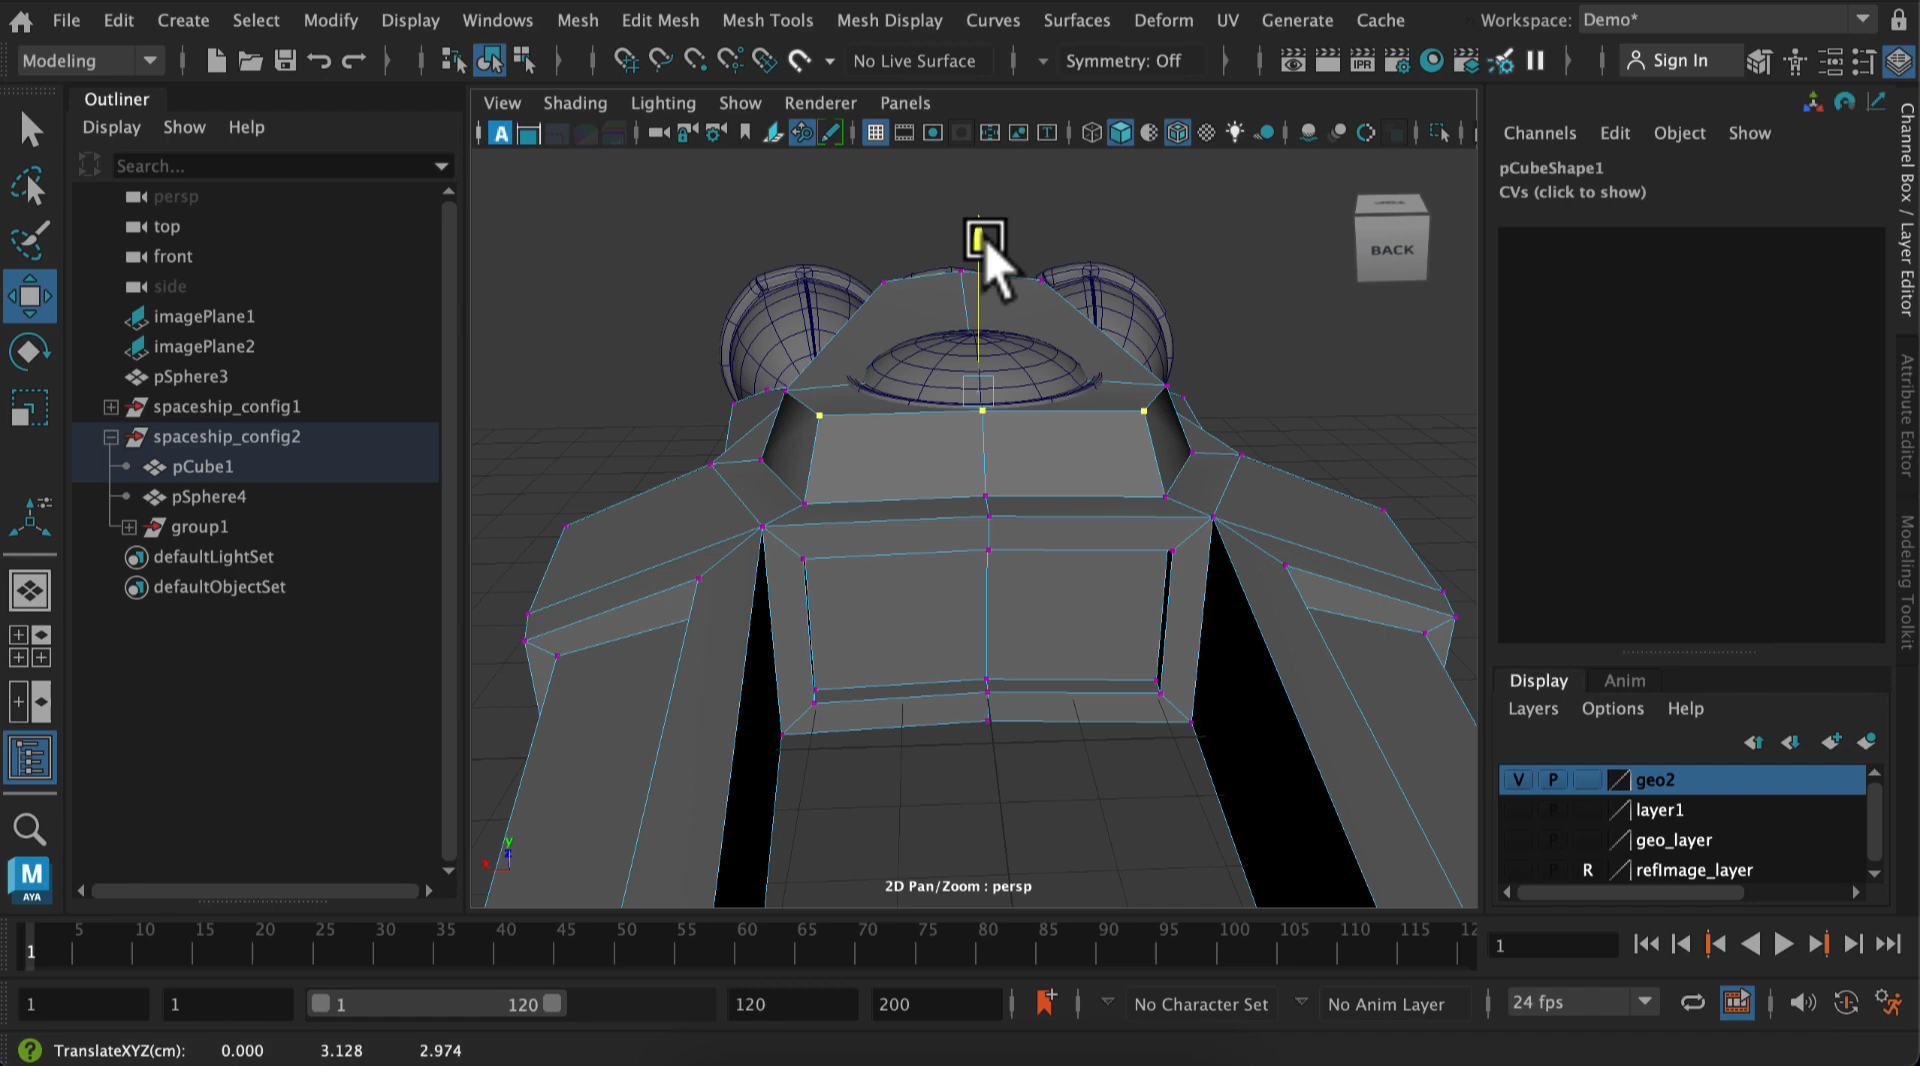 File Edit Create Select Modify Display Windows Mesh Edit Mesh Mesh Tools Mesh Display Curves Surfaces Deform UV Generate Cache Workspace: Demo*
Modeling No Live Surface Symmetry: Off IPR Sign In
Outliner
Display Show Help
Search...
persp
top
front
side
imagePlane1
imagePlane2
pSphere3
spaceship_config1
spaceship_config2
pCube1
pSphere4
group1
defaultLightSet
defaultObjectSet
M
AYA
View Shading Lighting Show Renderer Panels
A T
BACK
y
z
x
2D Pan/Zoom : persp
Channels Edit Object Show
pCubeShape1
CVs (click to show)
Channel Box / Layer Editor
Attribute Editor
Modeling Toolkit
Display Anim
Layers Options Help
V P geo2
P layer1
P geo_layer
P R refImage_layer
1 5 10 15 20 25 30 35 40 45 50 55 60 65 70 75 80 85 90 95 100 105 110 115 12
1
1 1 1 120 120 200 No Character Set No Anim Layer 24 fps
? TranslateXYZ(cm): 0.000 3.128 2.974